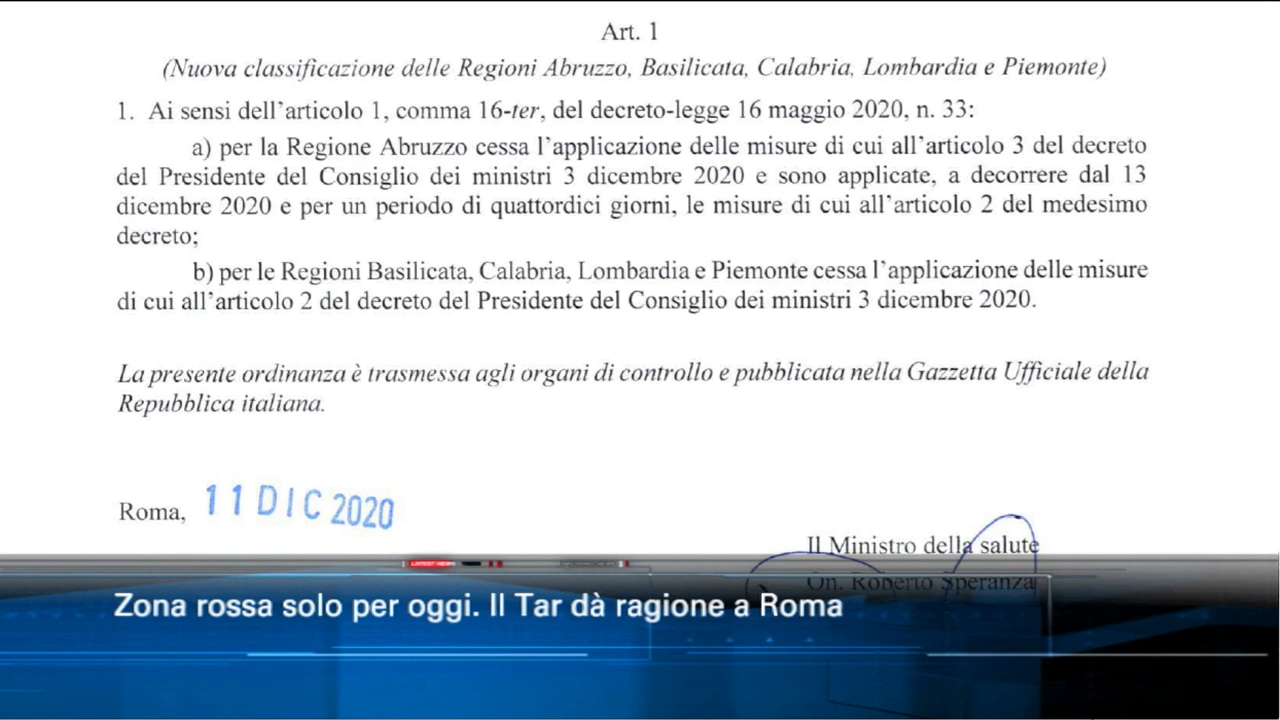 Art. 1
(Nuova classificazione delle Regioni Abruzzo, Basilicata, Calabria, Lombardia e Piemonte)
1. Ai sensi dell'articolo 1, comma 16-ter, del decreto-legge 16 maggio 2020, n. 33:
a) per la Regione Abruzzo cessa l'applicazione delle misure di cui all'articolo 3 del decreto
del Presidente del Consiglio dei ministri 3 dicembre 2020 e sono applicate, a decorrere dal 13
dicembre 2020 e per un periodo di quattordici giorni, le misure di cui all'articolo 2 del medesimo
decreto;
b) per le Regioni Basilicata, Calabria, Lombardia e Piemonte cessa l'applicazione delle misure
di cui all'articolo 2 del decreto del Presidente del Consiglio dei ministri 3 dicembre 2020.
La presente ordinanza è trasmessa agli organi di controllo e pubblicata nella Gazzetta Ufficiale della
Repubblica italiana.
Roma, 11 DIC 2020
Il Ministro della salute
On. Roberto Speranza
LATEST NEWS
Zona rossa solo per oggi. Il Tar dà ragione a Roma